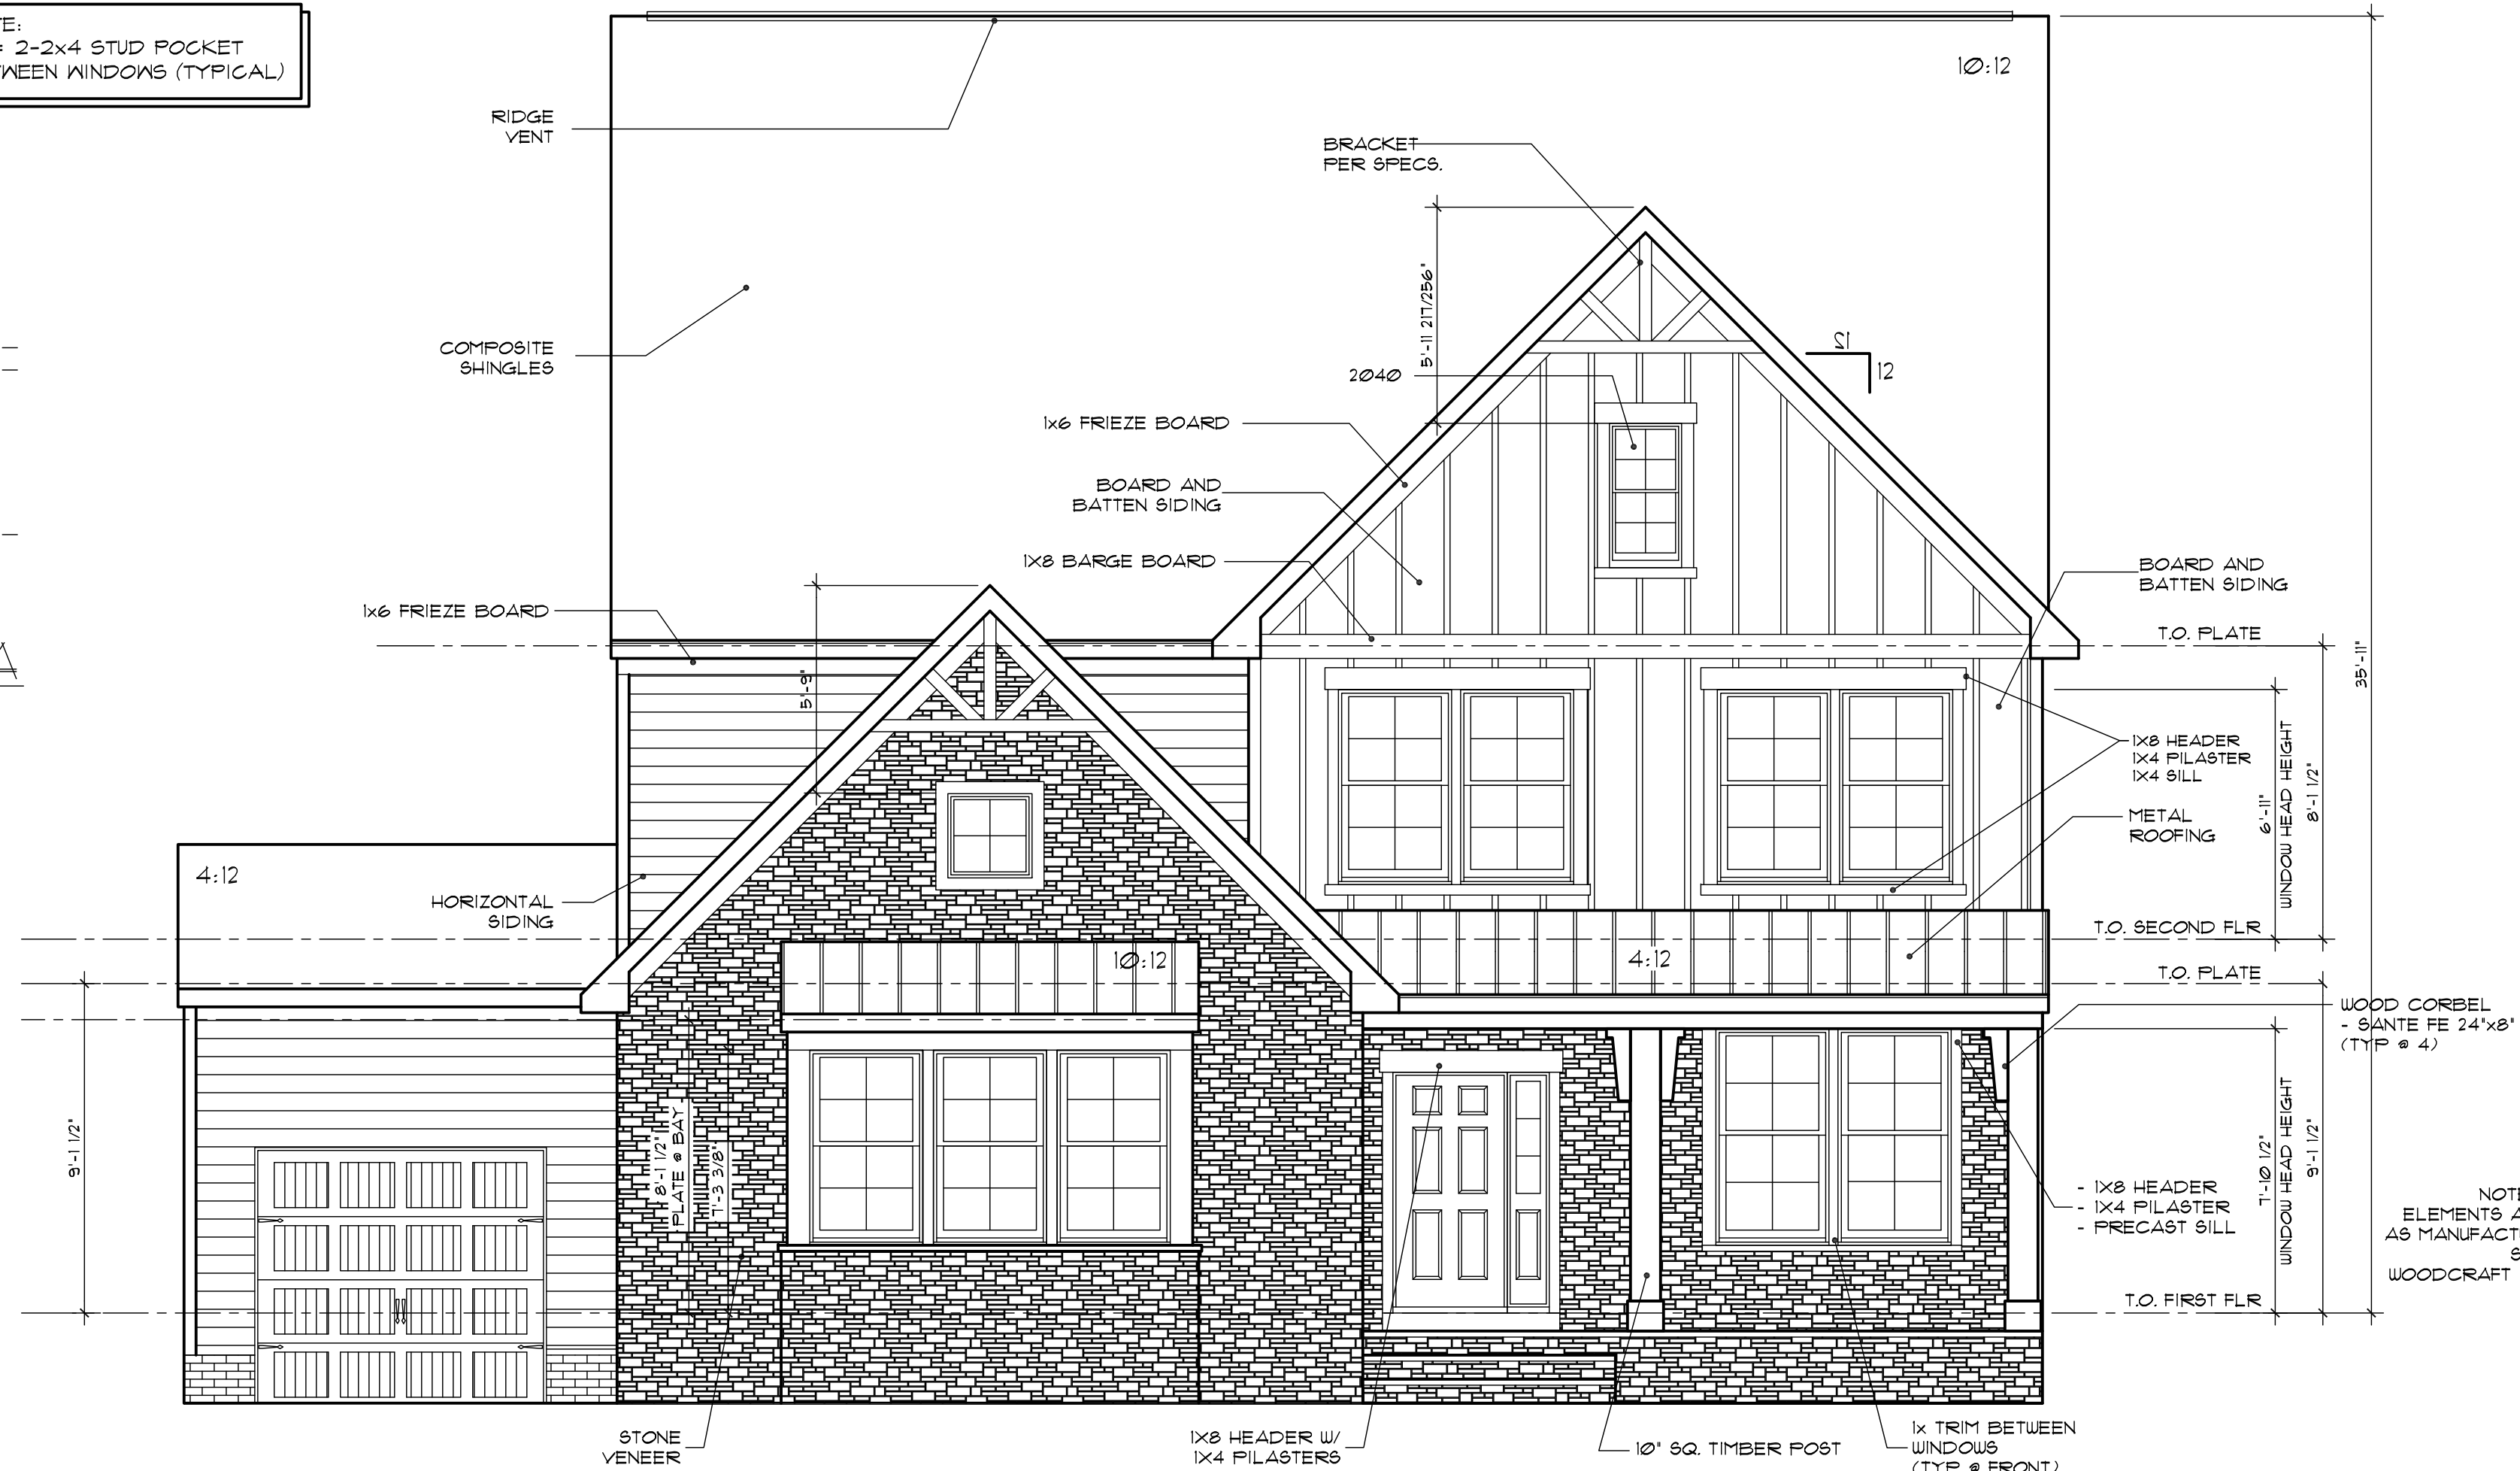 TE:
= 2-2x4 STUD POCKET
WEEN WINDOWS (TYPICAL)
10:12
RIDGE
VENT
BRACKET
PER SPECS.
5'-11 217/256"
COMPOSITE
SHINGLES
12
12
2040
1x6 FRIEZE BOARD
BOARD AND
BATTEN SIDING
1X8 BARGE BOARD
BOARD AND
BATTEN SIDING
1x6 FRIEZE BOARD
T.O. PLATE
35'-11"
5'-9"
1X8 HEADER
1X4 PILASTER
1X4 SILL
6'-11"
WINDOW HEAD HEIGHT
8'-1 1/2"
METAL
ROOFING
4:12
HORIZONTAL
SIDING
T.O. SECOND FLR
10:12
4:12
T.O. PLATE
WOOD CORBEL
- SANTE FE 24"x8"
(TYP @ 4)
9'-1 1/2"
8'-1 1/2"
PLATE @ BAY
7'-3 3/8"
7'-10 1/2"
WINDOW HEAD HEIGHT
9'-1 1/2"
- 1X8 HEADER
- 1X4 PILASTER
- PRECAST SILL
NOTE
ELEMENTS A
AS MANUFACT
S
WOODCRAFT
T.O. FIRST FLR
STONE
VENEER
1X8 HEADER W/
1X4 PILASTERS
10" SQ. TIMBER POST
1x TRIM BETWEEN
WINDOWS
(TYP @ FRONT)